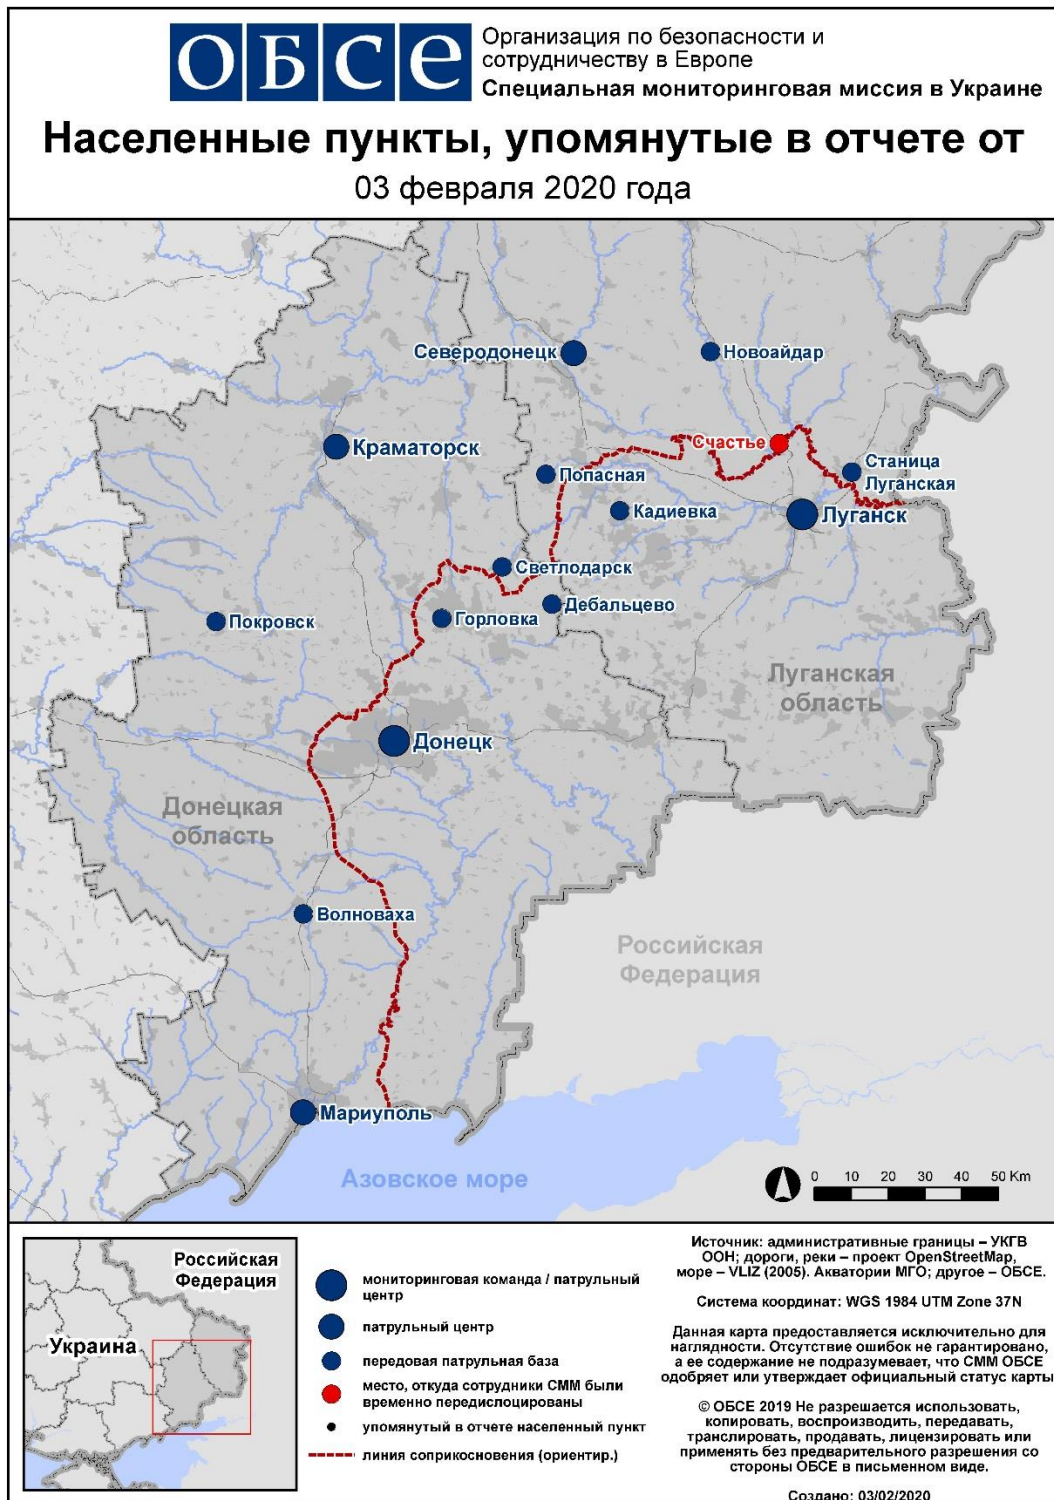 ОБСЕ
Организация по безопасности и
сотрудничеству в Европе
Специальная мониторинговая миссия в Украине
Населенные пункты, упомянутые в отчете от
03 февраля 2020 года
Северодонецк
Новоайдар
Счастье
Краматорск
Станица
Луганская
Попасная
Кадиевка
Луганск
Светлодарск
Дебальцево
Покровск
Горловка
Луганская
область
Донецк
Донецкая
область
Волноваха
Российская
Федерация
Мариуполь
Азовское море
0 10 20 30 40 50 Km
Российская
Федерация
Украина
мониторинговая команда / патрульный
центр
патрульный центр
передовая патрульная база
место, откуда сотрудники СММ были
временно передислоцированы
упомянутый в отчете населенный пункт
линия соприкосновения (ориентир.)
Источник: административные границы – УКГВ
ООН; дороги, реки – проект OpenStreetMap,
море – VLIZ (2005). Акватории МГО; другое – ОБСЕ.
Система координат: WGS 1984 UTM Zone 37N
Данная карта предоставляется исключительно для
наглядности. Отсутствие ошибок не гарантировано,
а ее содержание не подразумевает, что СММ ОБСЕ
одобряет или утверждает официальный статус карты
© ОБСЕ 2019 Не разрешается использовать,
копировать, воспроизводить, передавать,
транслировать, продавать, лицензировать или
применять без предварительного разрешения со
стороны ОБСЕ в письменном виде.
Создано: 03/02/2020